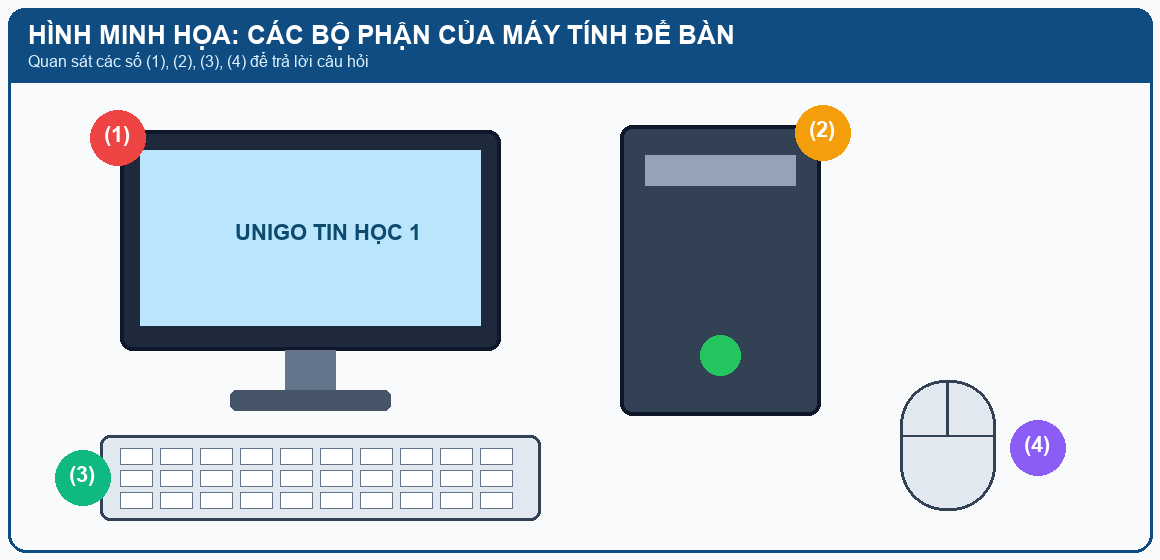 HÌNH MINH HỌA: CÁC BỘ PHẬN CỦA MÁY TÍNH ĐỂ BÀN
Quan sát các số (1), (2), (3), (4) để trả lời câu hỏi
(1)
(2)
UNIGO TIN HỌC 1
(3)
(4)